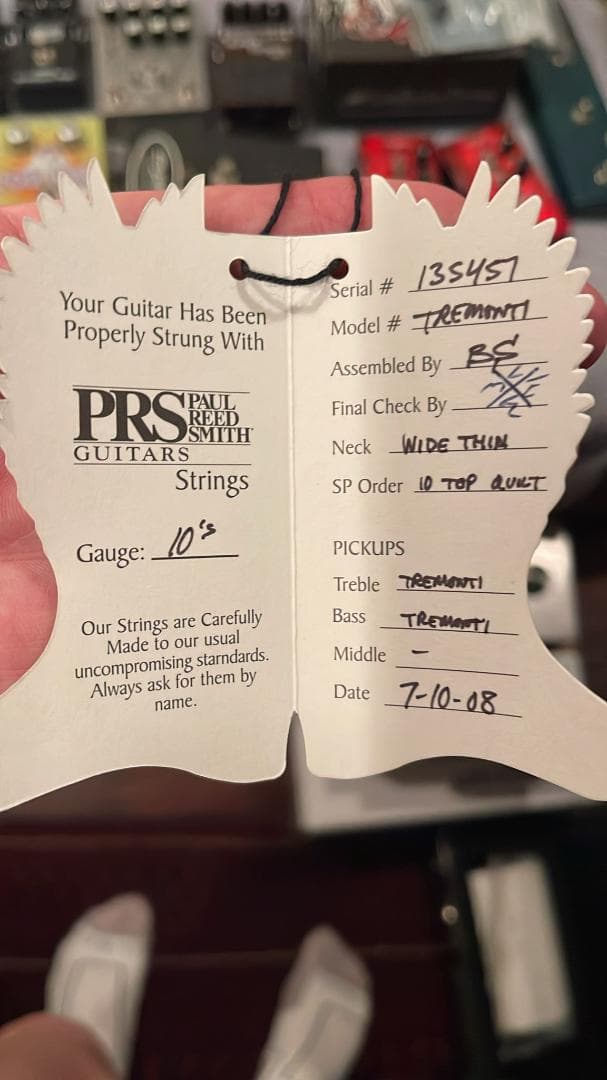 Your Guitar Has Been
Properly Strung With
PRS PAUL
REED
SMITH
GUITARS
Strings
Gauge: 10's
Our Strings are Carefully
Made to our usual
uncompromising starndards.
Always ask for them by
name.
Serial # 135457
Model # TREMONTI
Assembled By BS
Final Check By
Neck WIDE THIN
SP Order 10 TOP QUILT
PICKUPS
Treble TREMONTI
Bass TREMONTI
Middle -
Date 7-10-08